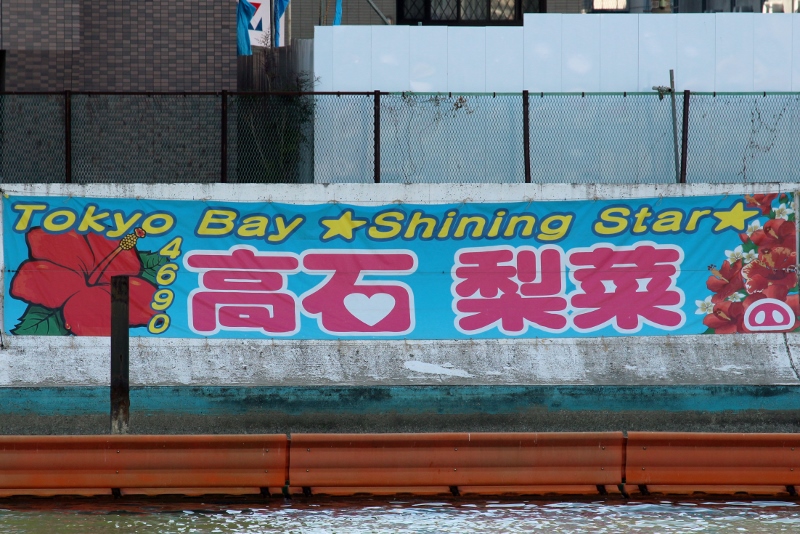 Tokyo Bay ★Shining Star★
4690
高石 梨菜